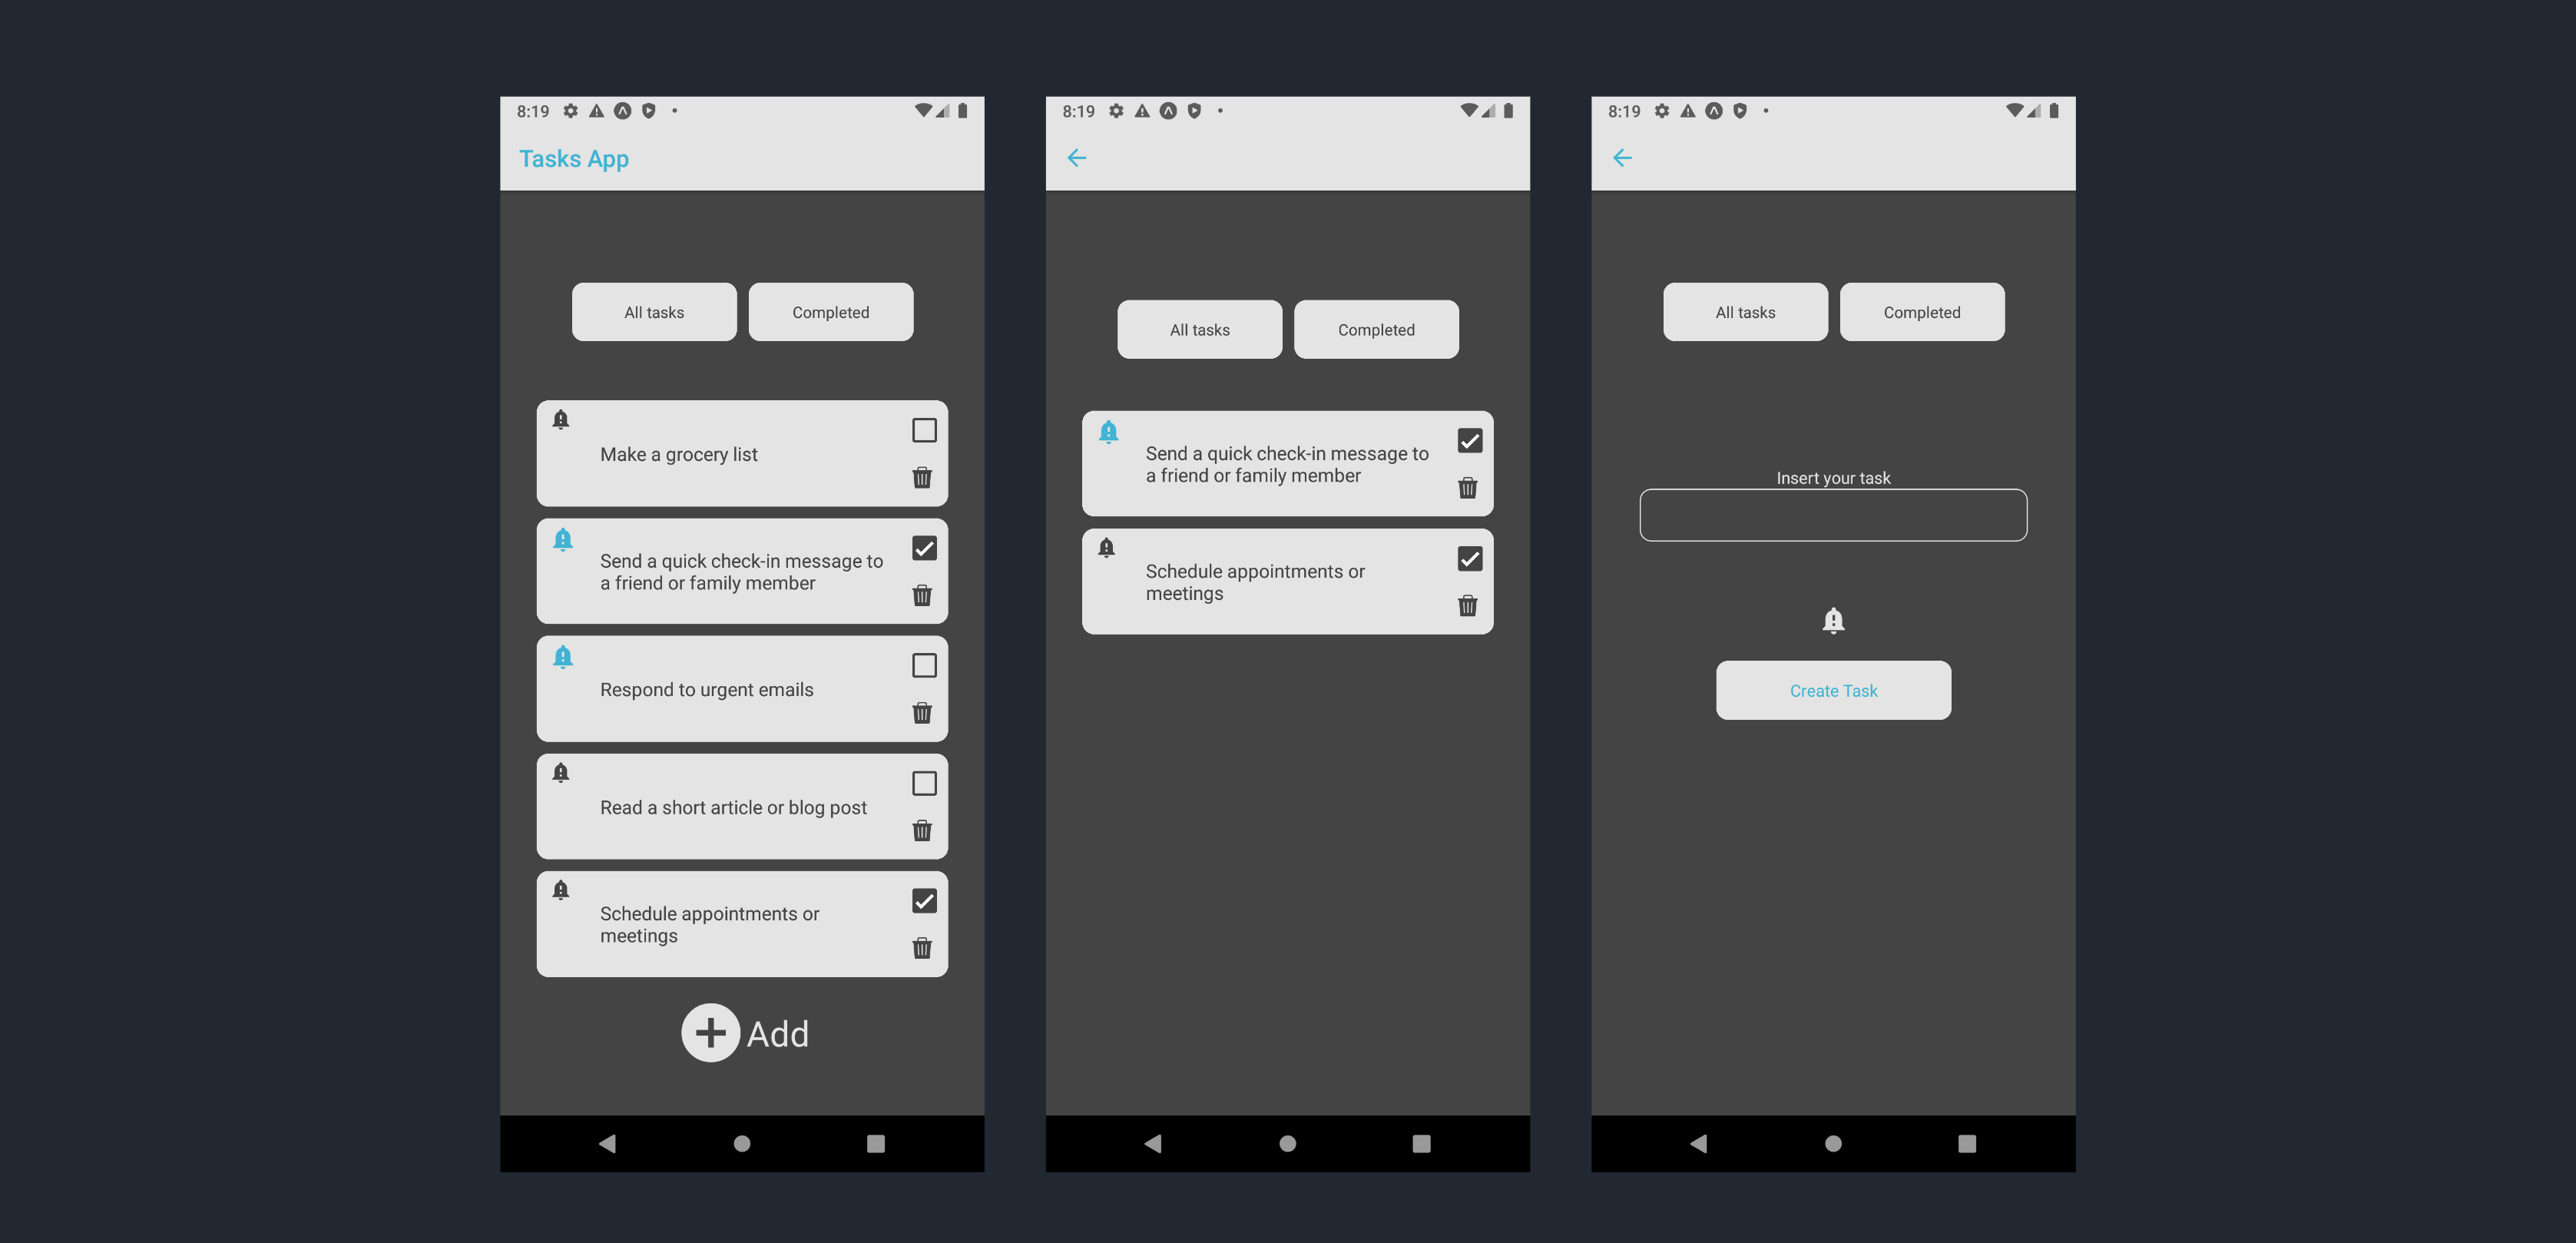 8:19
Tasks App
All tasks
Completed
Make a grocery list
Send a quick check-in message to
a friend or family member
Respond to urgent emails
Read a short article or blog post
Schedule appointments or
meetings
Add
8:19
All tasks
Completed
Send a quick check-in message to
a friend or family member
Schedule appointments or
meetings
8:19
All tasks
Completed
Insert your task
Create Task